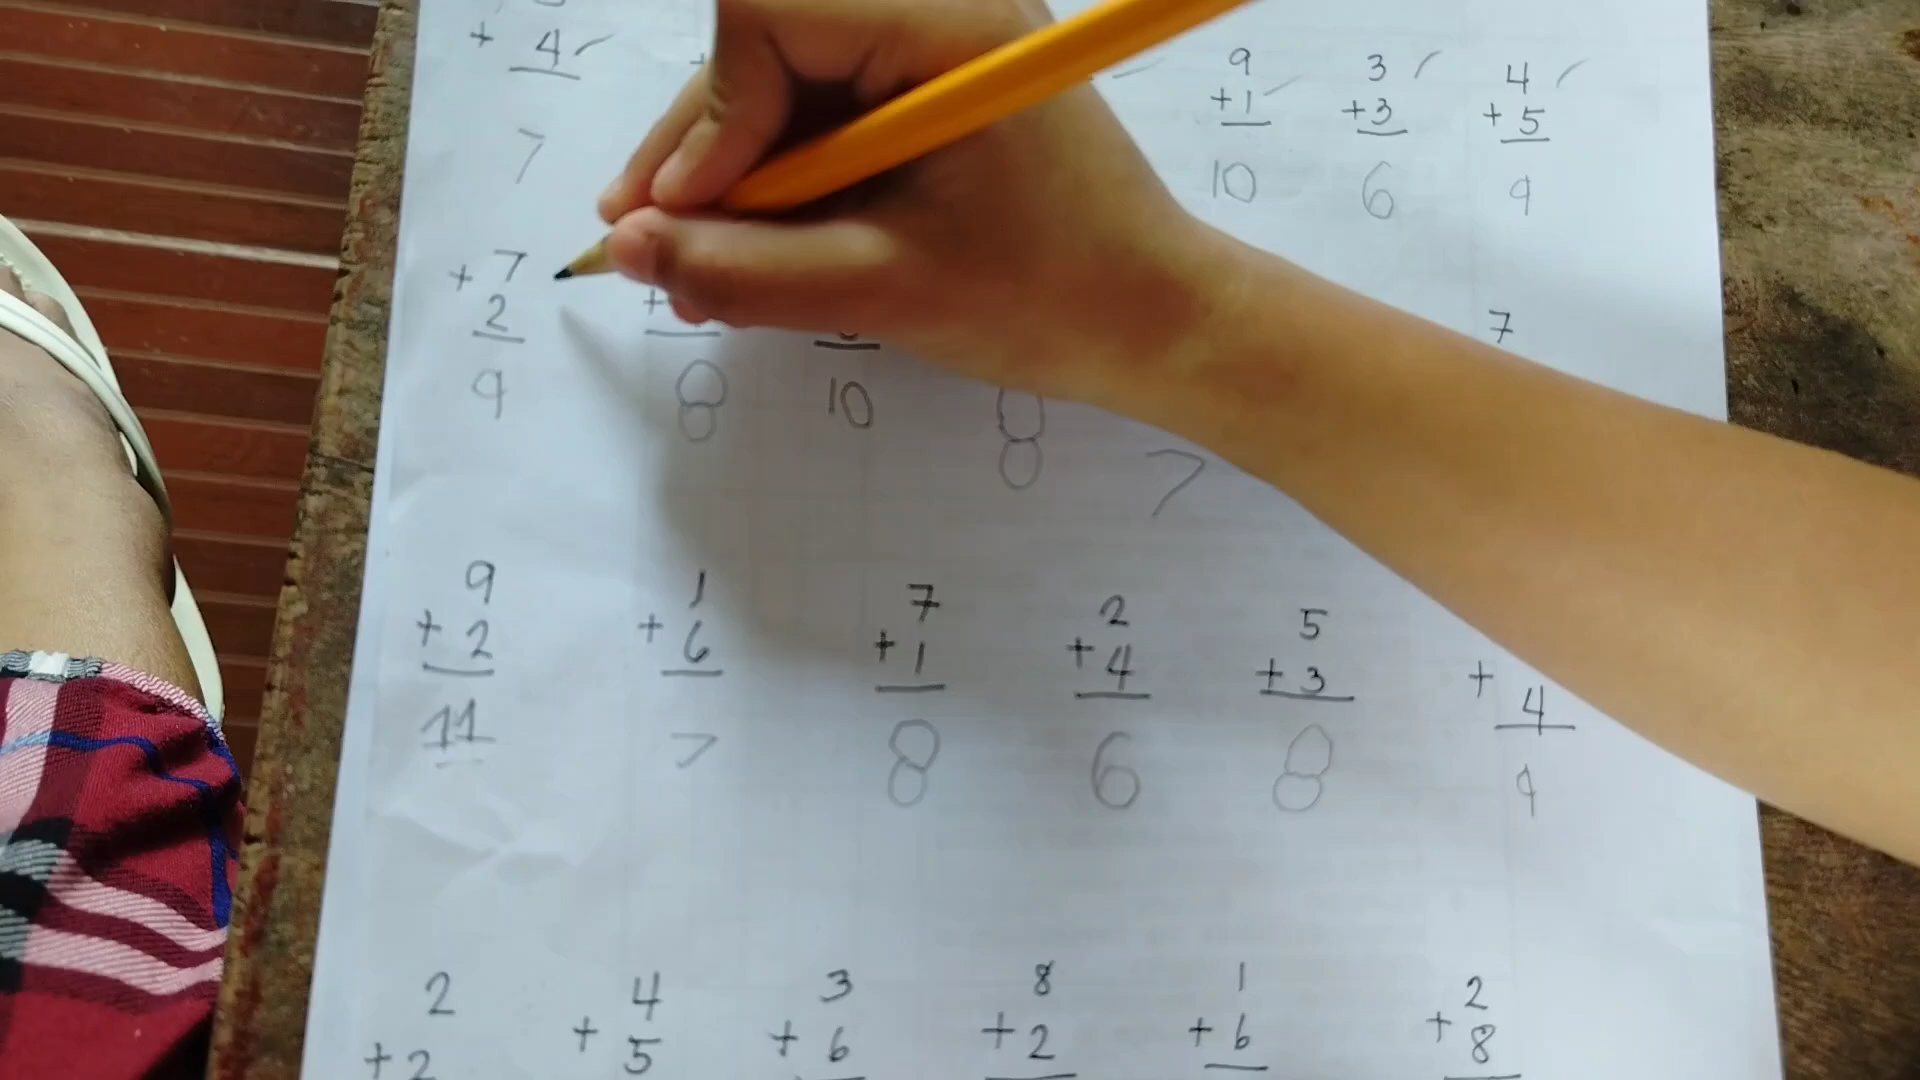 + 4
9 3 4
+1 +3 +5
7 10 6 9
+ 7 7
2
9 8 10 8 7
9 1 7 2 5
+ 2 + 6 + 1 + 4 + 3 + 4
11 7 8 6 8 9
2 4 3 8 1 2
+ 2 + 5 + 6 + 2 + 6 + 8